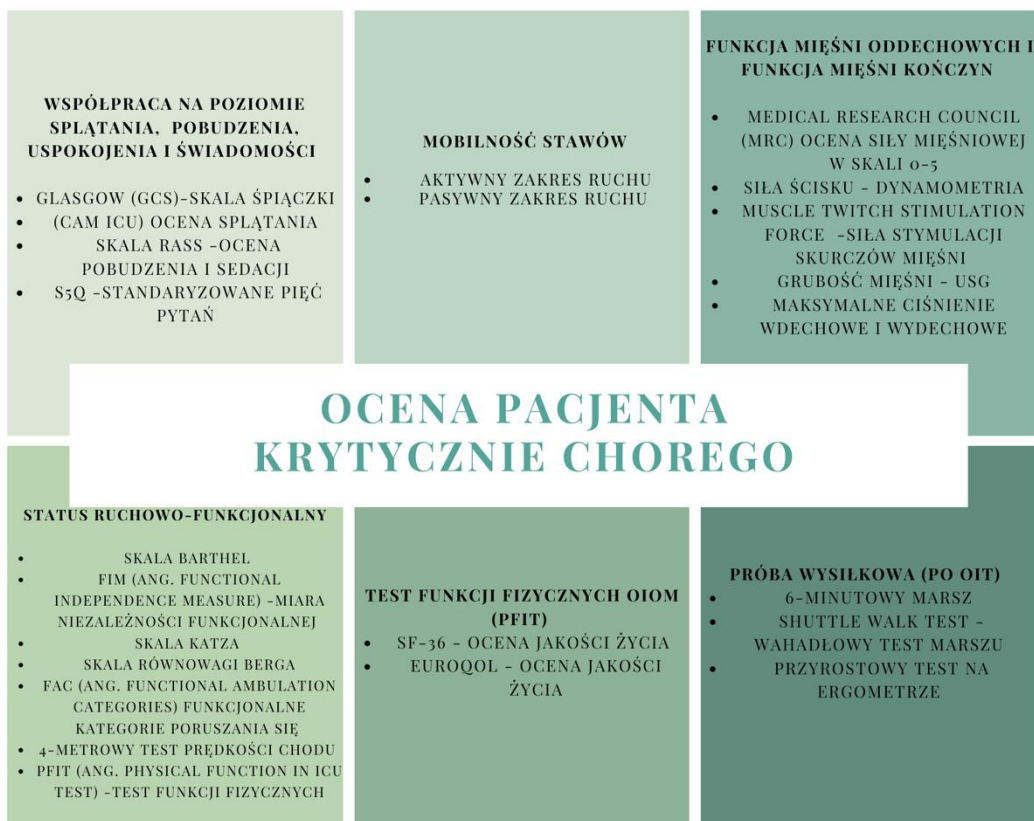 WSPÓŁPRACA NA POZIOMIE
SPLĄTANIA, POBUDZENIA,
USPOKOJENIA I ŚWIADOMOŚCI
• GLASGOW (GCS)-SKALA ŚPIĄCZKI
• (CAM ICU) OCENA SPLĄTANIA
• SKALA RASS -OCENA
POBUDZENIA I SEDACJI
• S5Q -STANDARYZOWANE PIĘĆ
PYTAŃ
MOBILNOŚĆ STAWÓW
• AKTYWNY ZAKRES RUCHU
• PASYWNY ZAKRES RUCHU
FUNKCJA MIĘŚNI ODDECHOWYCH I
FUNKCJA MIĘŚNI KOŃCZYN
• MEDICAL RESEARCH COUNCIL
(MRC) OCENA SIŁY MIĘŚNIOWEJ
W SKALI 0-5
• SIŁA ŚCISKU - DYNAMOMETRIA
• MUSCLE TWITCH STIMULATION
FORCE -SIŁA STYMULACJI
SKURCZÓW MIĘŚNI
• GRUBOŚĆ MIĘŚNI - USG
• MAKSYMALNE CIŚNIENIE
WDECHOWE I WYDECHOWE
OCENA PACJENTA
KRYTYCZNIE CHOREGO
STATUS RUCHOWO-FUNKCJONALNY
• SKALA BARTHEL
• FIM (ANG. FUNCTIONAL
INDEPENDENCE MEASURE) -MIARA
NIEZALEŻNOŚCI FUNKCJONALNEJ
• SKALA KATZA
• SKALA RÓWNOWAGI BERGA
• FAC (ANG. FUNCTIONAL AMBULATION
CATEGORIES) FUNKCJONALNE
KATEGORIE PORUSZANIA SIĘ
• 4-METROWY TEST PRĘDKOŚCI CHODU
• PFIT (ANG. PHYSICAL FUNCTION IN ICU
TEST) -TEST FUNKCJI FIZYCZNYCH
TEST FUNKCJI FIZYCZNYCH OIOM
(PFIT)
• SF-36 - OCENA JAKOŚCI ŻYCIA
• EUROQOL - OCENA JAKOŚCI
ŻYCIA
PRÓBA WYSIŁKOWA (PO OIT)
• 6-MINUTOWY MARSZ
• SHUTTLE WALK TEST -
WAHADŁOWY TEST MARSZU
• PRZYROSTOWY TEST NA
ERGOMETRZE